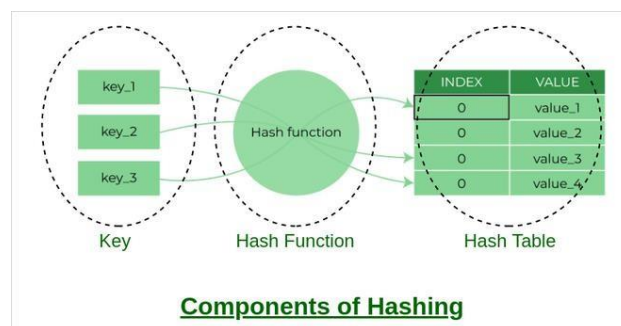 key_1
key_2
key_3
Hash function
INDEX VALUE
0 value_1
0 value_2
0 value_3
0 value_4
Key
Hash Function
Hash Table
Components of Hashing